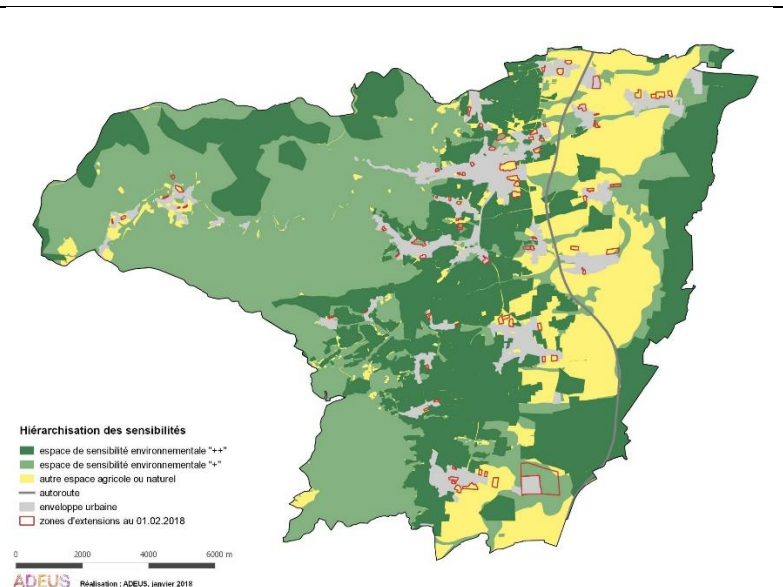 Hiérarchisation des sensibilités
espace de sensibilité environnementale "++"
espace de sensibilité environnementale "+"
autre espace agricole ou naturel
autoroute
enveloppe urbaine
zones d'extensions au 01.02.2018
0 2000 4000 6000 m
ADEUS Réalisation : ADEUS, janvier 2018